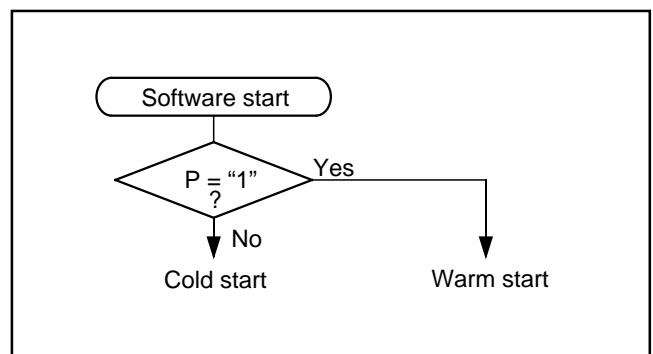 Software start
P = “1”
?
Yes
No
Cold start
Warm start